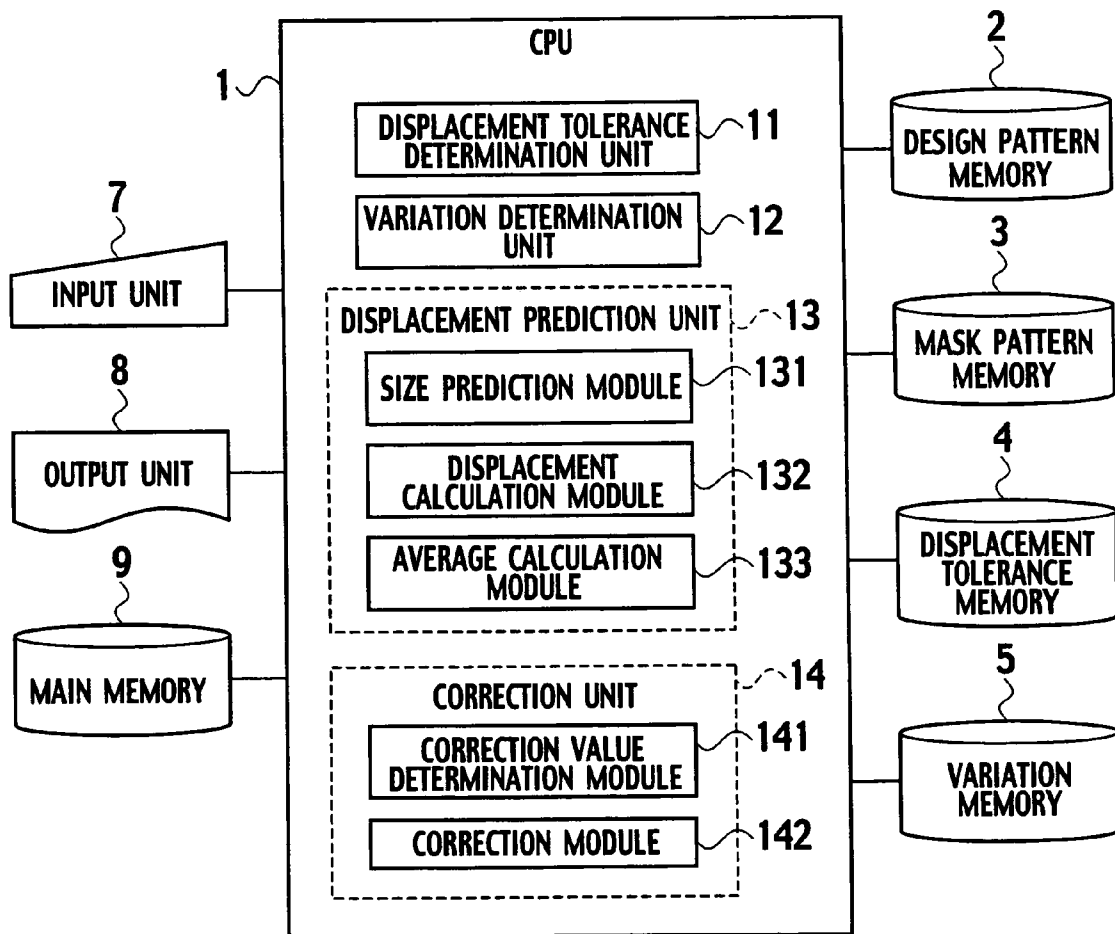 CPU
1
DISPLACEMENT TOLERANCE
DETERMINATION UNIT
11
VARIATION DETERMINATION
UNIT
12
DISPLACEMENT PREDICTION UNIT
13
SIZE PREDICTION MODULE
131
DISPLACEMENT
CALCULATION MODULE
132
AVERAGE CALCULATION
MODULE
133
CORRECTION UNIT
14
CORRECTION VALUE
DETERMINATION MODULE
141
CORRECTION MODULE
142
7
INPUT UNIT
8
OUTPUT UNIT
9
MAIN MEMORY
2
DESIGN PATTERN
MEMORY
3
MASK PATTERN
MEMORY
4
DISPLACEMENT
TOLERANCE
MEMORY
5
VARIATION
MEMORY